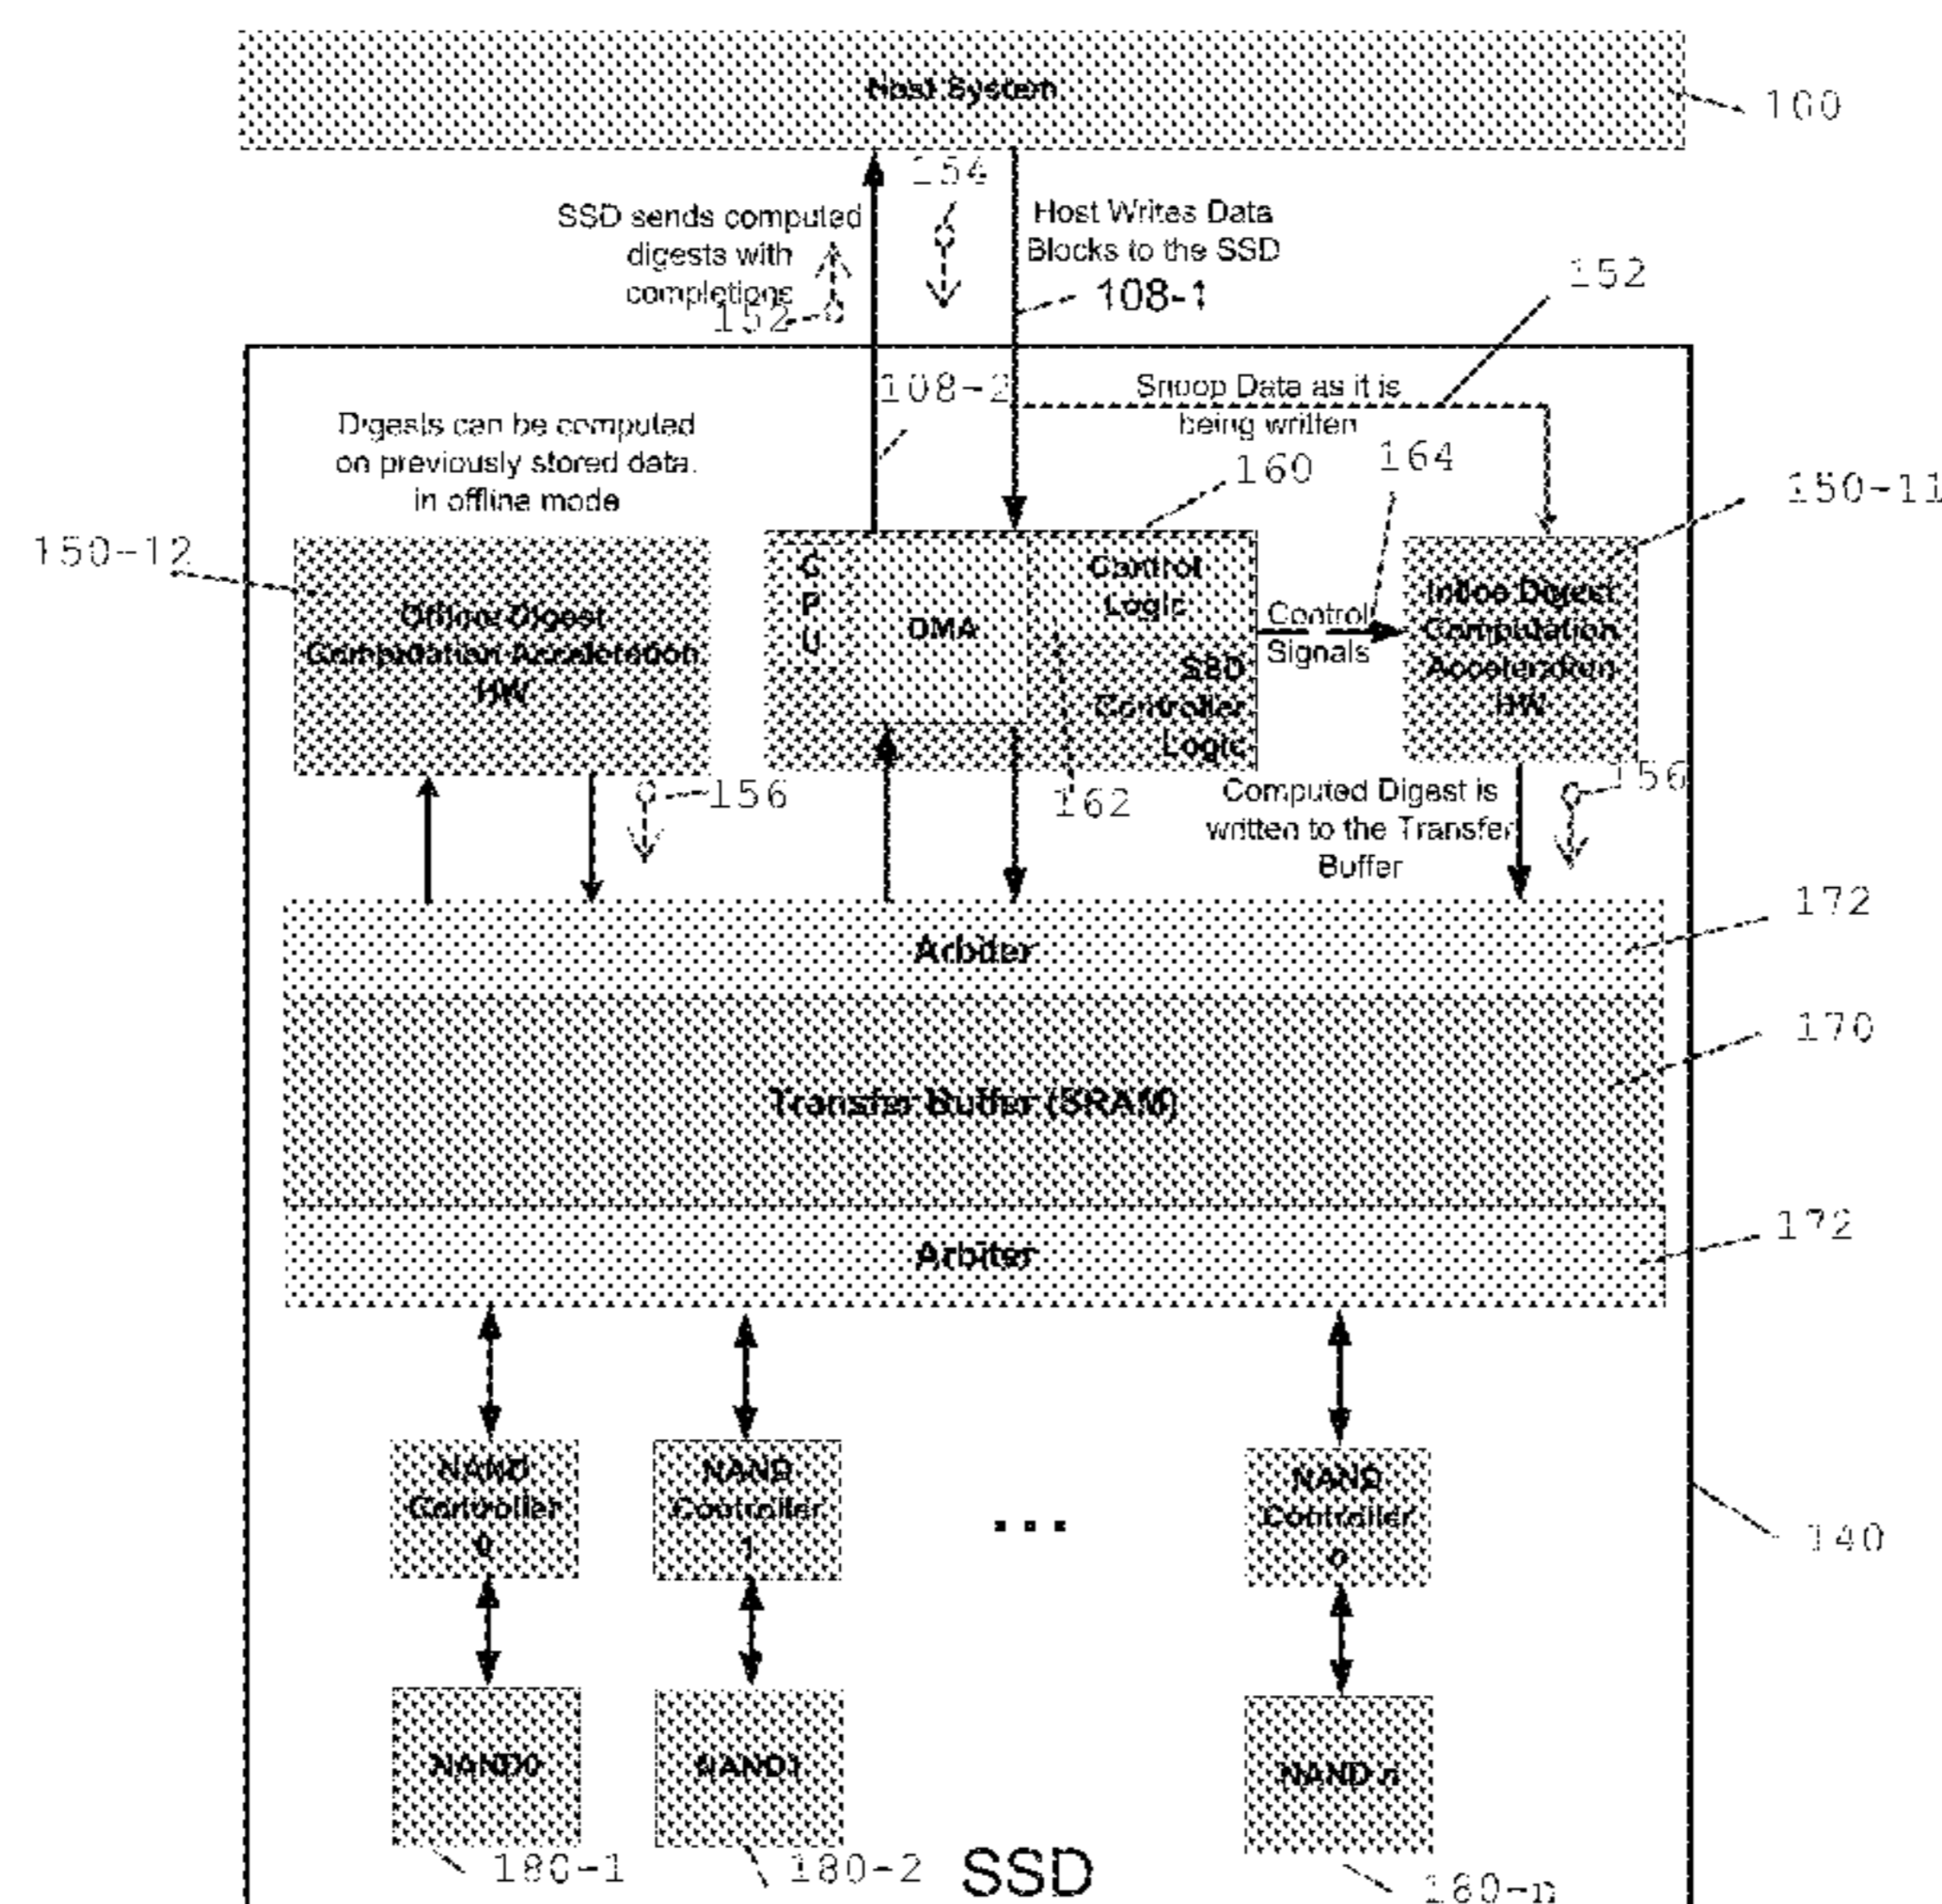 Host System
100
154
SSD sends computed
digests with
completions
152
Host Writes Data
Blocks to the SSD
108-1
152
108-2
Snoop Data as it is
being written
Digests can be computed
on previously stored data.
in offline mode
160
164
150-11
150-12
Offline Digest
Computation Acceleration
HW
CPU
DMA
Control
Logic
SSD
Controller
Logic
Control
Signals
Inline Digest
Computation
Acceleration
HW
156
162
Computed Digest is
written to the Transfer
Buffer
156
172
Arbiter
170
Transfer Buffer (SRAM)
172
Arbiter
NAND
Controller
0
NAND
Controller
1
...
NAND
Controller
n
140
NAND0
NAND1
NAND n
180-1
180-2
SSD
180-n